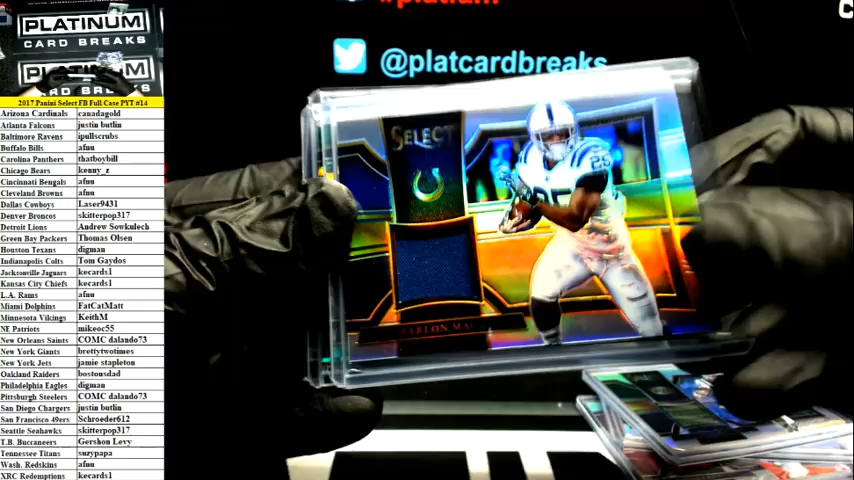 PLATINUM
CARD BREAKS
PLATINUM
CARD BREAKS
2017 Panini Select FB Full Case PYT #14
Arizona Cardinals canadagold
Atlanta Falcons justin butlin
Baltimore Ravens ipullscrubs
Buffalo Bills afnu
Carolina Panthers thatboybill
Chicago Bears kenny_z
Cincinnati Bengals afnu
Cleveland Browns afnu
Dallas Cowboys Laser9431
Denver Broncos skitterpop317
Detroit Lions Andrew Sowkulech
Green Bay Packers Thomas Olsen
Houston Texans digman
Indianapolis Colts Tom Gaydos
Jacksonville Jaguars kecards1
Kansas City Chiefs kecards1
L.A. Rams afnu
Miami Dolphins FatCatMatt
Minnesota Vikings KeithM
NE Patriots mikeoc55
New Orleans Saints COMC dalando73
New York Giants brettytwotimes
New York Jets jamie stapleton
Oakland Raiders bostonsdad
Philadelphia Eagles digman
Pittsburgh Steelers COMC dalando73
San Diego Chargers justin butlin
San Francisco 49ers Schroeder612
Seattle Seahawks skitterpop317
T.B. Buccaneers Gershon Levy
Tennessee Titans suzypapa
Wash. Redskins afnu
XRC Redemptions kecards1
@platcardbreaks
SELECT
25